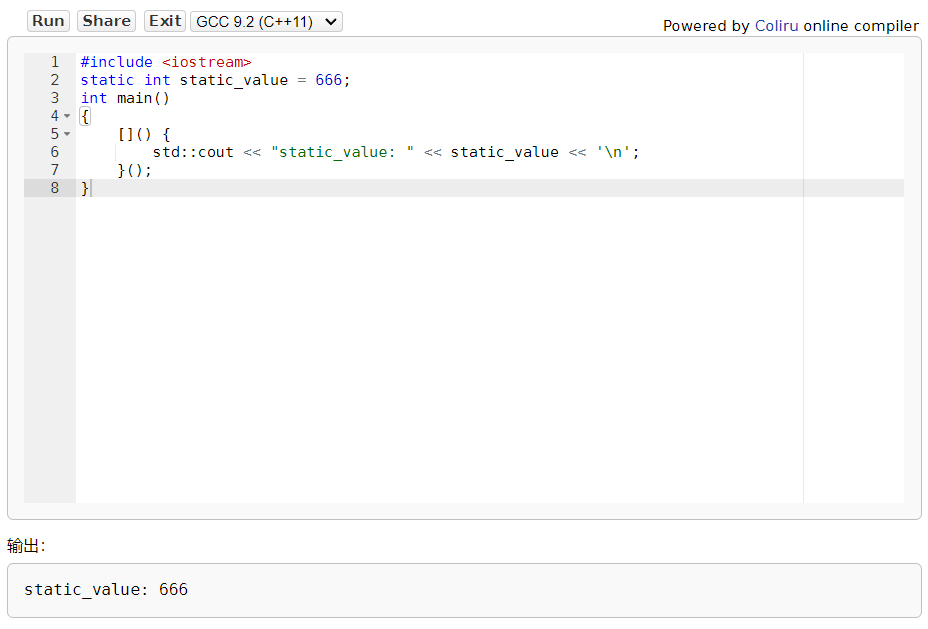 Run Share Exit GCC 9.2 (C++11)
Powered by Coliru online compiler
1 #include <iostream>
2 static int static_value = 666;
3 int main()
4 {
5     []() {
6         std::cout << "static_value: " << static_value << '\n';
7     }();
8 }
输出:
static_value: 666